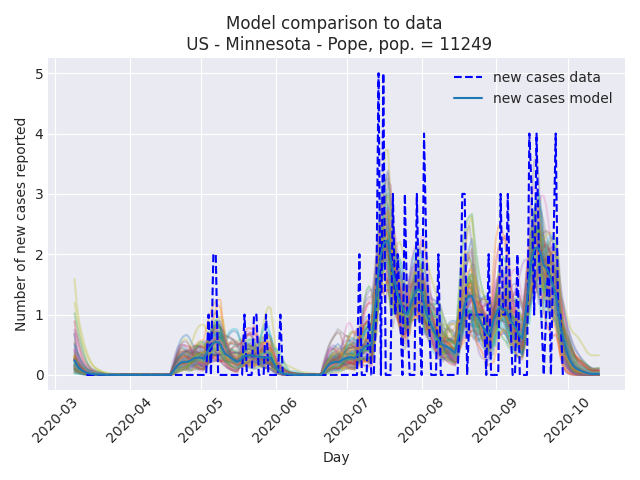 Model comparison to data
US - Minnesota - Pope, pop. = 11249
new cases data
new cases model
Number of new cases reported
5
4
3
2
1
0
2020-03
2020-04
2020-05
2020-06
2020-07
2020-08
2020-09
2020-10
Day